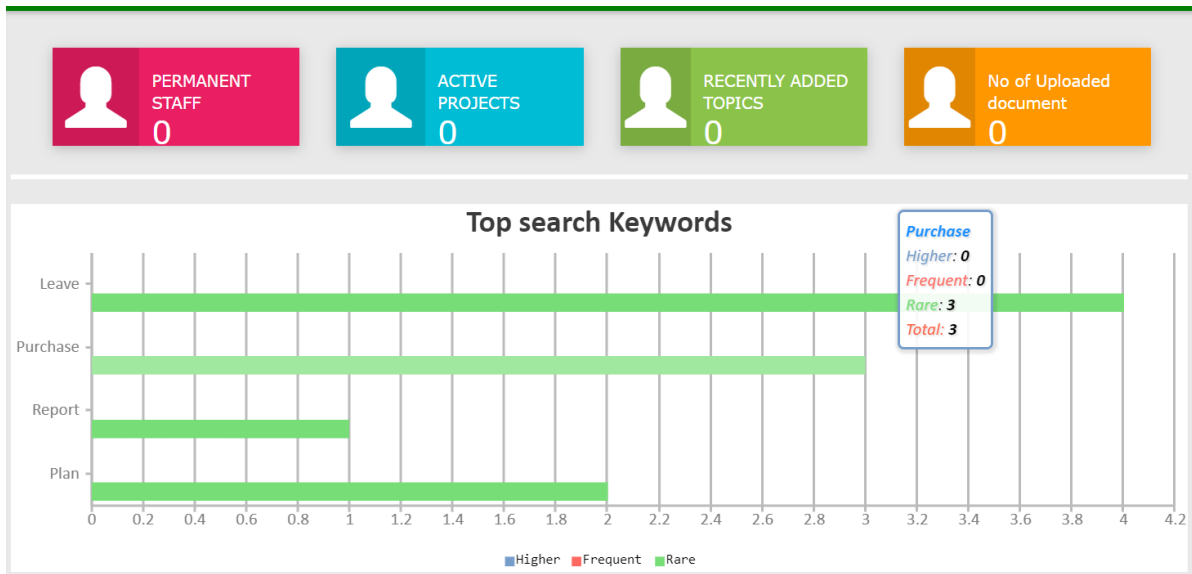 PERMANENT
STAFF
0
ACTIVE
PROJECTS
0
RECENTLY ADDED
TOPICS
0
No of Uploaded
document
0
Top search Keywords
Purchase
Higher: 0
Frequent: 0
Rare: 3
Total: 3
Leave
Purchase
Report
Plan
0 0.2 0.4 0.6 0.8 1 1.2 1.4 1.6 1.8 2 2.2 2.4 2.6 2.8 3 3.2 3.4 3.6 3.8 4 4.2
Higher Frequent Rare